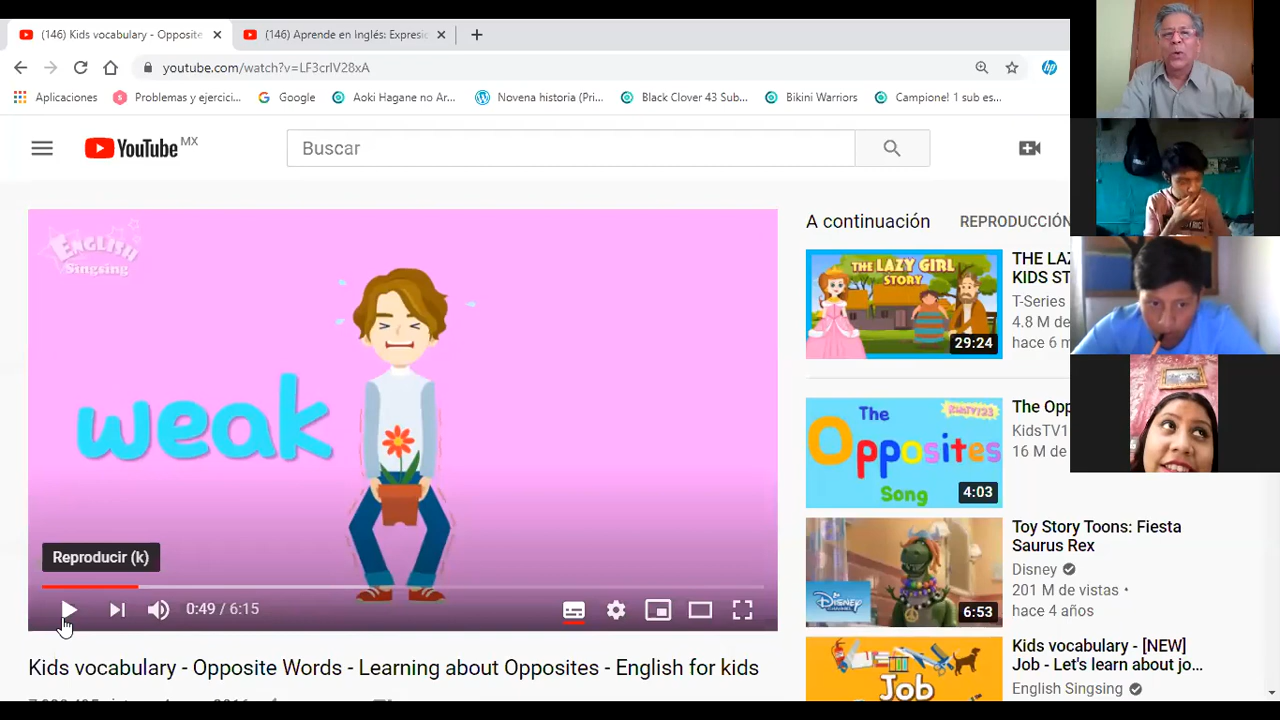 (146) Kids vocabulary - Opposite
(146) Aprende en Inglés: Expresi
youtube.com/watch?v=LF3crIV28xA
Aplicaciones
Problemas y ejercici...
Google
Aoki Hagane no Ar...
Novena historia (Pri...
Black Clover 43 Sub...
Bikini Warriors
Campione! 1 sub es...
YouTube MX
Buscar
ENGLISH
Singsing
weak
Reproducir (k)
0:49 / 6:15
Kids vocabulary - Opposite Words - Learning about Opposites - English for kids
A continuación
REPRODUCCIÓN
THE LAZY GIRL
STORY
29:24
THE LAZ
KIDS ST
T-Series
4.8 M de
hace 6 m
The
Opposites
Song
KidsTV123
4:03
The Opp
KidsTV1
16 M de
Disney
6:53
Toy Story Toons: Fiesta
Saurus Rex
Disney
201 M de vistas •
hace 4 años
Job
Kids vocabulary - [NEW]
Job - Let's learn about jo...
English Singsing